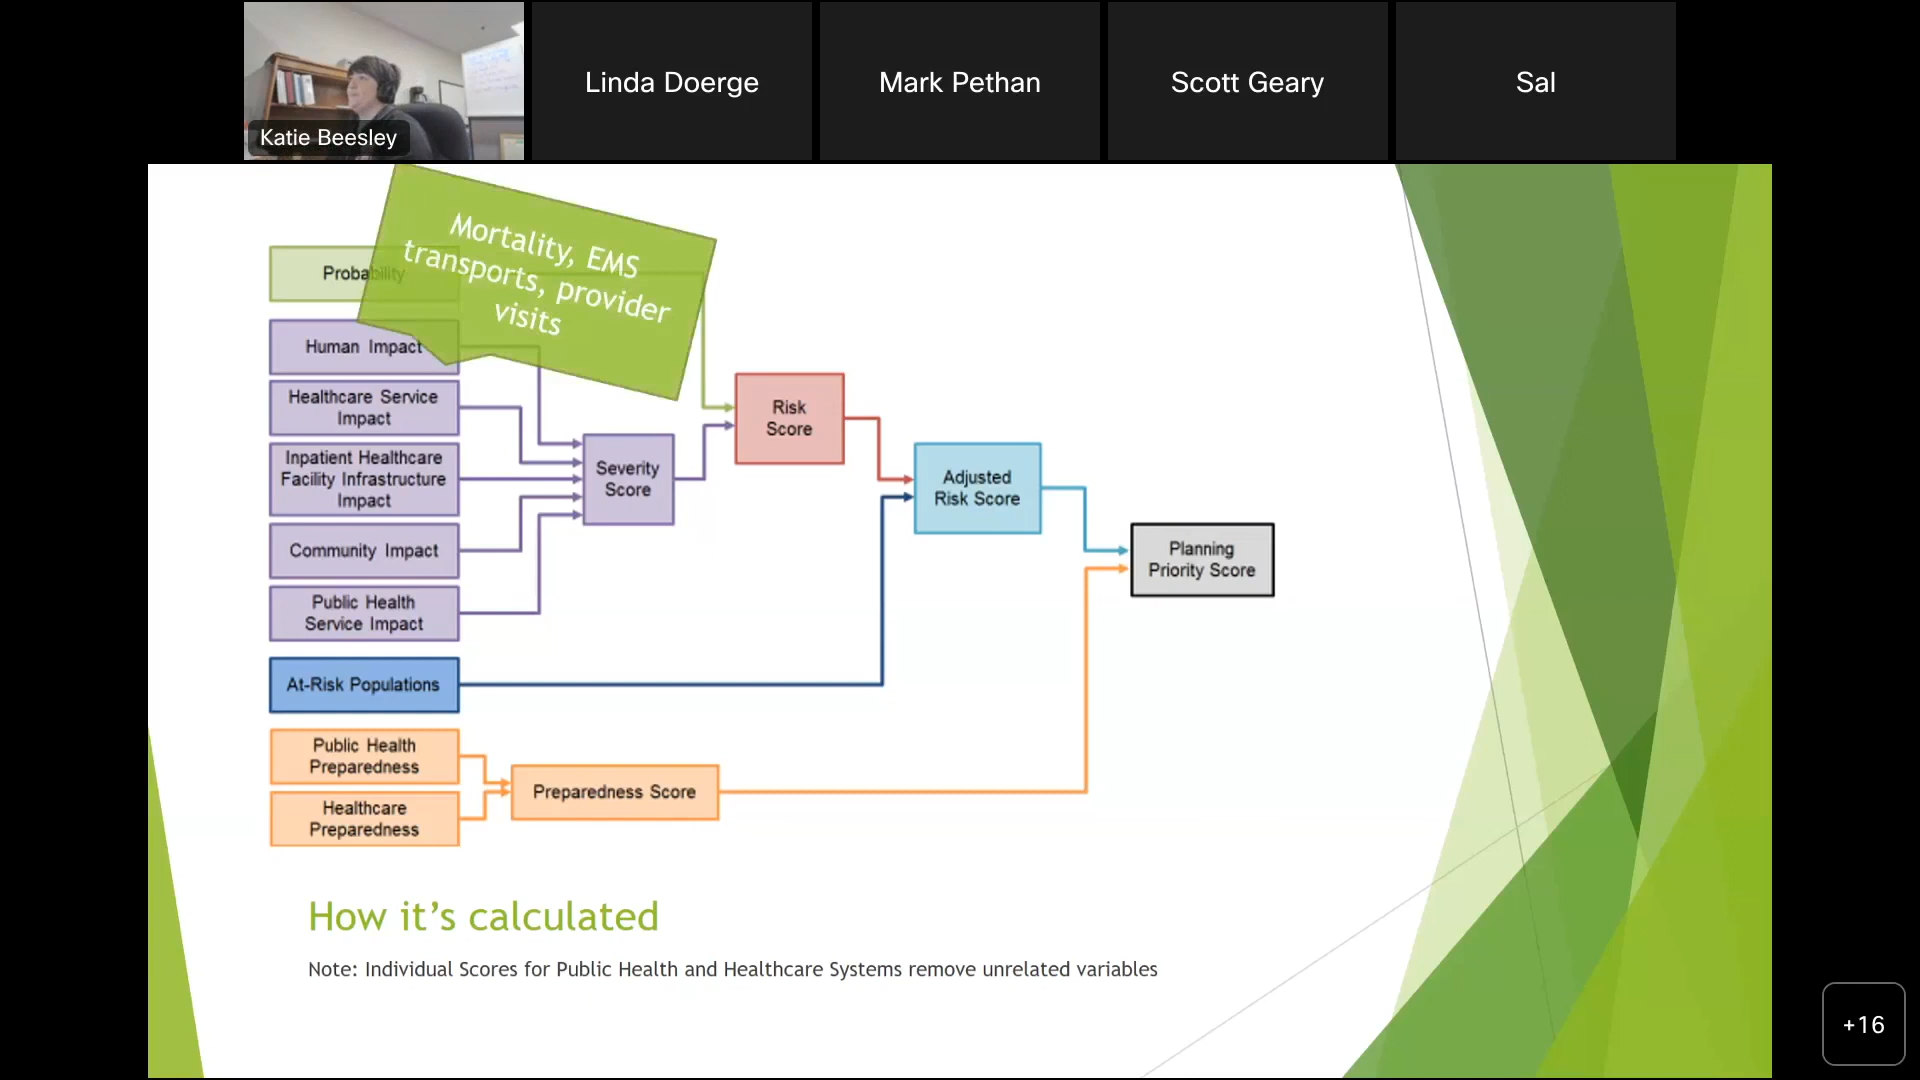 Katie Beesley
Linda Doerge
Mark Pethan
Scott Geary
Sal
Mortality, EMS
transports, provider
visits
Probability
Human Impact
Healthcare Service
Impact
Inpatient Healthcare
Facility Infrastructure
Impact
Community Impact
Public Health
Service Impact
At-Risk Populations
Public Health
Preparedness
Healthcare
Preparedness
Severity
Score
Risk
Score
Adjusted
Risk Score
Planning
Priority Score
Preparedness Score
How it’s calculated
Note: Individual Scores for Public Health and Healthcare Systems remove unrelated variables
+16